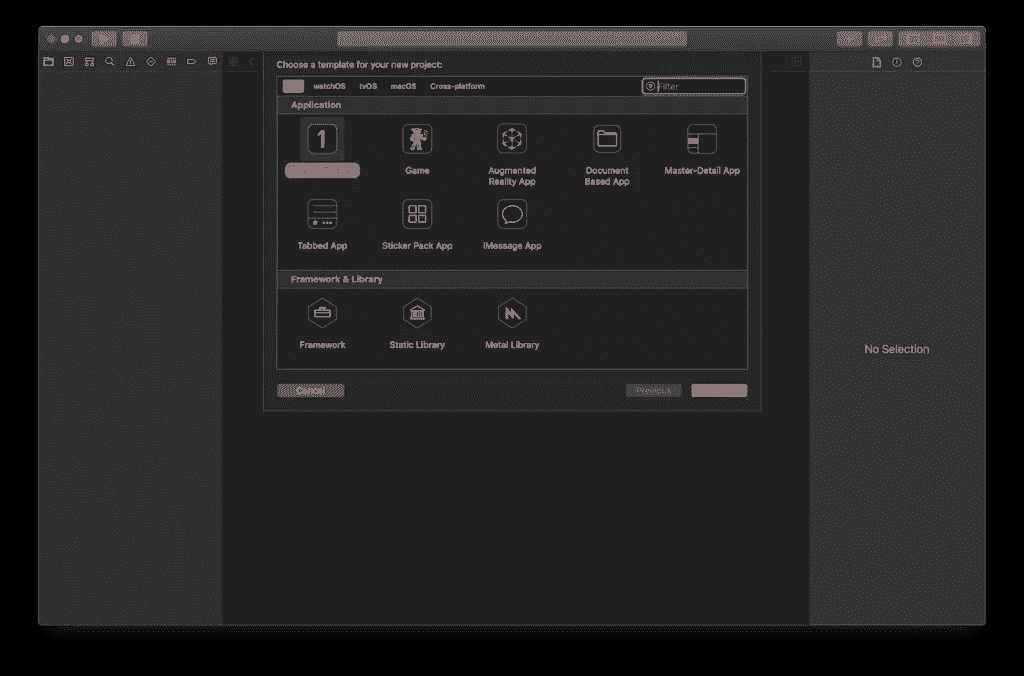 Choose a template for your new project:
watchOS tvOS macOS Cross-platform
Filter
Application
1
Game
Augmented
Reality App
Document
Based App
Master-Detail App
Tabbed App
Sticker Pack App
iMessage App
Framework & Library
Framework
Static Library
Metal Library
No Selection
Cancel
Previous